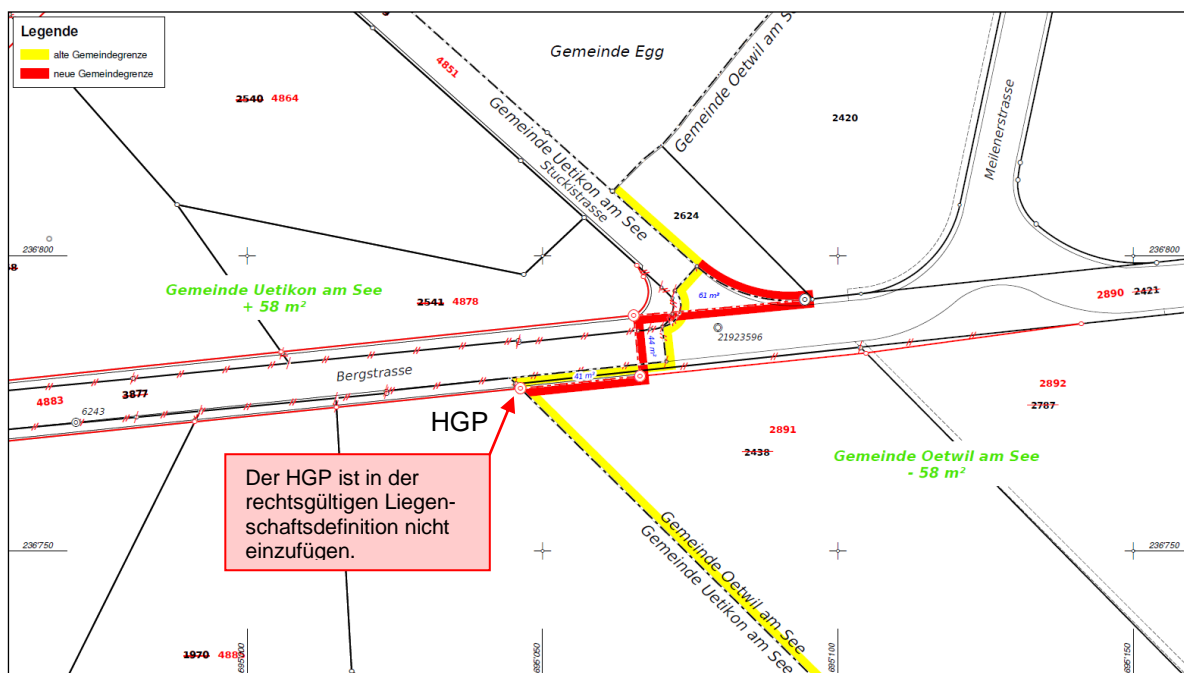 Legende
alte Gemeindegrenze
neue Gemeindegrenze
Gemeinde Egg
Gemeinde Oetwil am See
4851
2540 4864
2420
Meilenerstrasse
Gemeinde Uetikon am See
Stuckistrasse
2624
236'800
236'800
Gemeinde Uetikon am See
+ 58 m²
2541 4878
61 m²
2890 2421
21923596
44 m²
Bergstrasse
41 m²
4883 3877
6243
HGP
2892
2787
2891
2438
Gemeinde Oetwil am See
- 58 m²
Der HGP ist in der
rechtsgültigen Liegen-
schaftsdefinition nicht
einzufügen.
Gemeinde Oetwil am See
Gemeinde Uetikon am See
236'750
236'750
1970
695'050
695'100
695'150